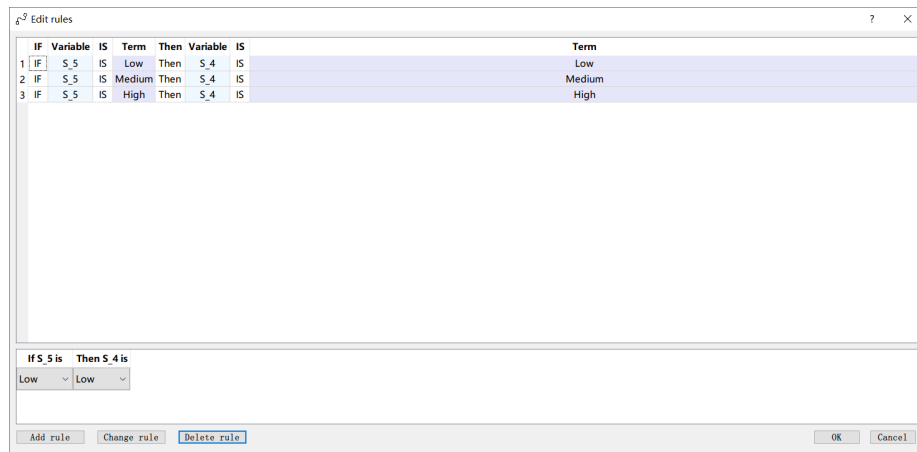 Edit rules ? ×
IF Variable IS Term Then Variable IS Term
1 IF S_5 IS Low Then S_4 IS Low
2 IF S_5 IS Medium Then S_4 IS Medium
3 IF S_5 IS High Then S_4 IS High
If S_5 is Then S_4 is
Low Low
Add rule Change rule Delete rule OK Cancel